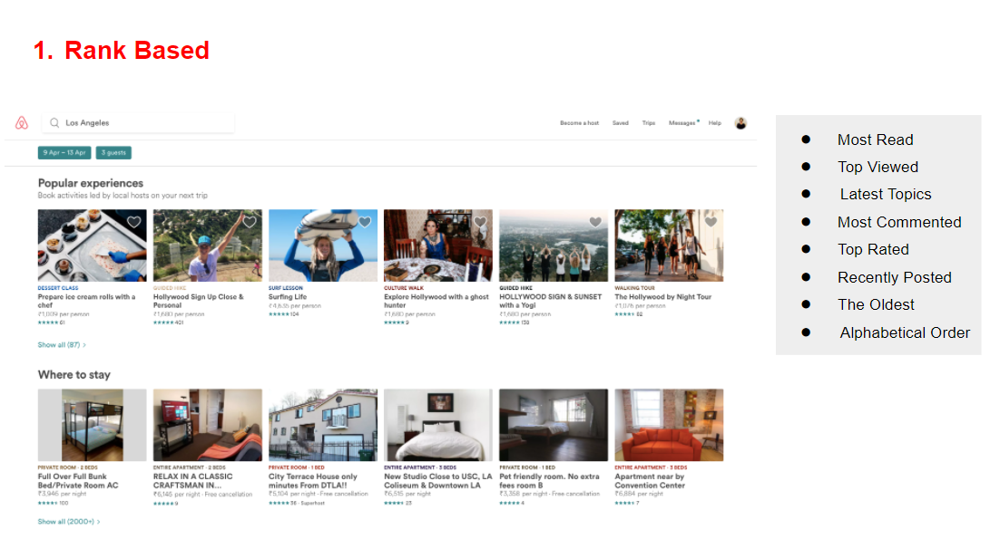 1. Rank Based
Los Angeles
Become a host Saved Trips Messages Help
9 Apr – 13 Apr 3 guests
Popular experiences
Book activities led by local hosts on your next trip
DESSERT CLASS
Prepare ice cream rolls with a
chef
₹1,009 per person
★★★★★ 61
GUIDED HIKE
Hollywood Sign Up Close &
Personal
₹1,680 per person
★★★★★ 401
SURF LESSON
Surfing Life
₹4,635 per person
★★★★★ 104
CULTURE WALK
Explore Hollywood with a ghost
hunter
₹1,680 per person
★★★★★ 9
GUIDED HIKE
HOLLYWOOD SIGN & SUNSET
with a Yogi
₹1,680 per person
★★★★★ 138
WALKING TOUR
The Hollywood by Night Tour
₹1,076 per person
Show all (87) >
Where to stay
PRIVATE ROOM · 2 BEDS
Full Over Full Bunk
Bed/Private Room AC
₹3,946 per night
100
ENTIRE APARTMENT · 2 BEDS
RELAX IN A CLASSIC
CRAFTSMAN IN...
₹6,145 per night · Free cancellation
★★★★★ 9
PRIVATE ROOM · 1 BED
City Terrace House only
minutes From DTLA!!
₹5,104 per night · Free cancellation
★★★★★ 36 · Superhost
ENTIRE APARTMENT · 3 BEDS
New Studio Close to USC, LA
Coliseum & Downtown LA
₹6,515 per night
PRIVATE ROOM · 1 BED
Pet friendly room. No extra
fees room B
₹3,358 per night · Free cancellation
★★★★★ 4
ENTIRE APARTMENT · 3 BEDS
Apartment near by
Convention Center
₹6,884 per night
7
Show all (2000+) >
● Most Read
● Top Viewed
● Latest Topics
● Most Commented
● Top Rated
● Recently Posted
● The Oldest
● Alphabetical Order